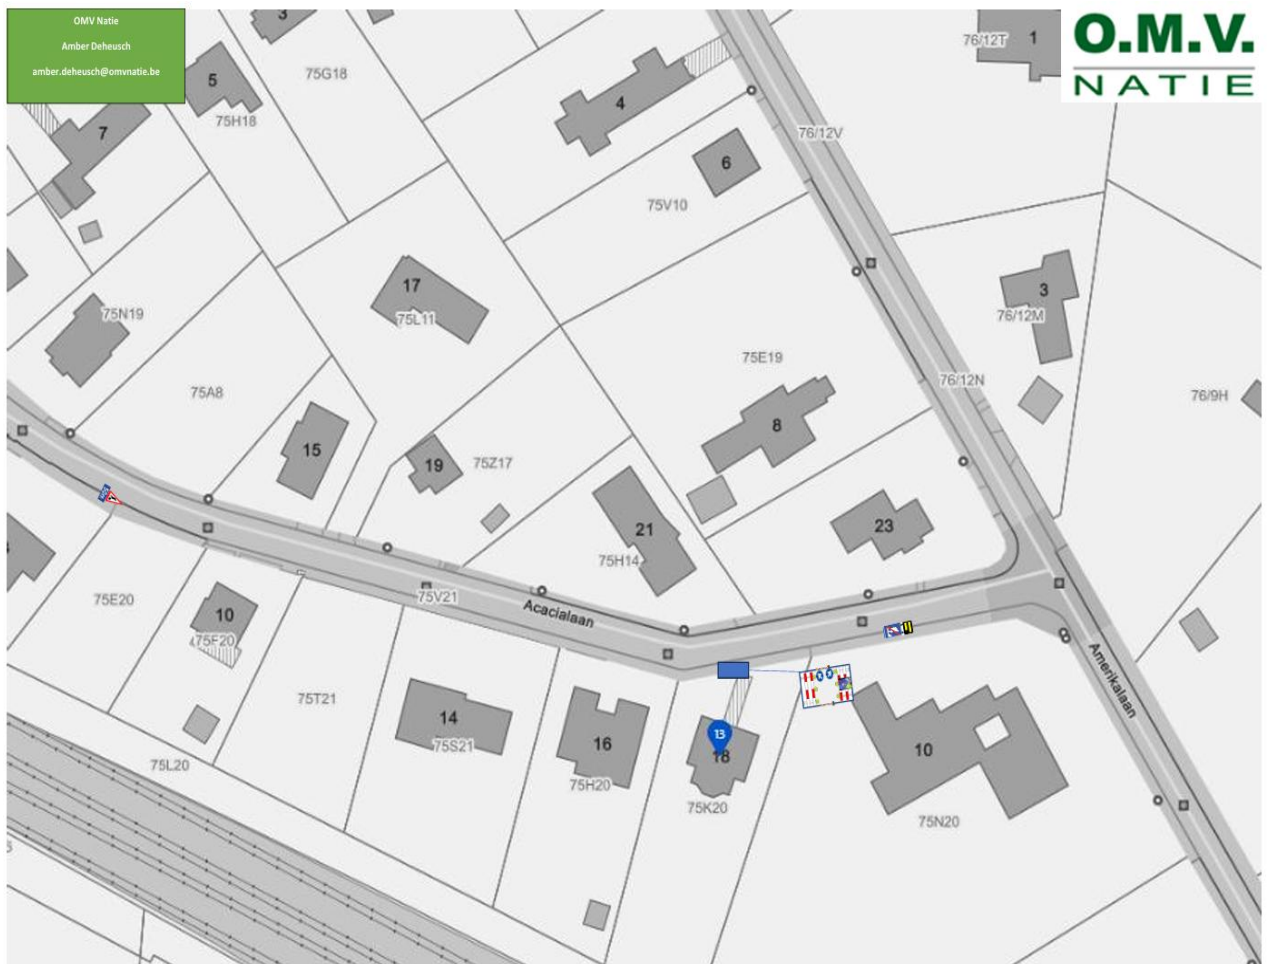 OMV Natie
Amber Deheusch
amber.deheusch@omvnatie.be
O.M.V.
NATIE
3
76/12T
1
75G18
5
75H18
4
7
76/12V
6
75V10
17
75L11
3
76/12M
75N19
75E19
76/12N
75A8
76/9H
8
15
19
75Z17
21
23
75H14
75E20
75V21
Acacialaan
10
75F20
Amerikalaan
75T21
14
75S21
16
13
18
10
75L20
75H20
75K20
75N20